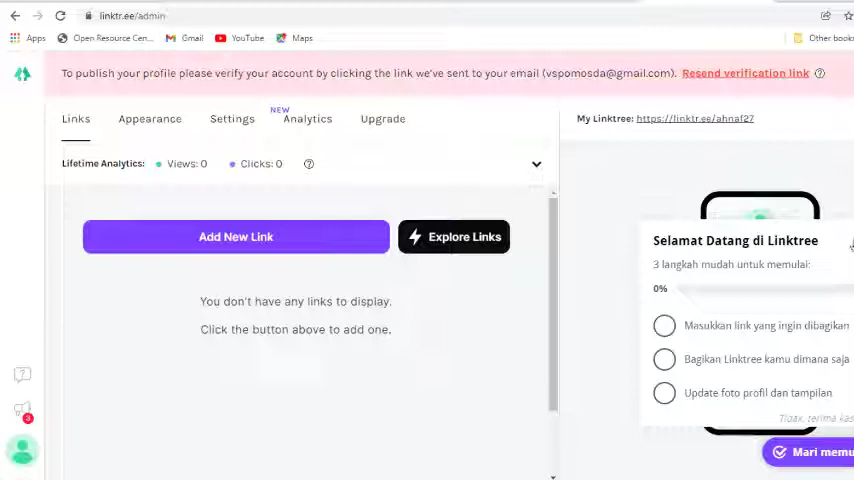 linktr.ee/admin
Apps Open Resource Cen... Gmail YouTube Maps Other book
To publish your profile please verify your account by clicking the link we've sent to your email (vspomosda@gmail.com). Resend verification link ?
NEW
Links Appearance Settings Analytics Upgrade
My Linktree: https://linktr.ee/ahnaf27
Lifetime Analytics: Views: 0 Clicks: 0 ?
Add New Link Explore Links
You don't have any links to display.
Click the button above to add one.
Selamat Datang di Linktree
3 langkah mudah untuk memulai:
0%
Masukkan link yang ingin dibagikan
Bagikan Linktree kamu dimana saja
Update foto profil dan tampilan
Tidak, terima kas
?
3
Mari memu